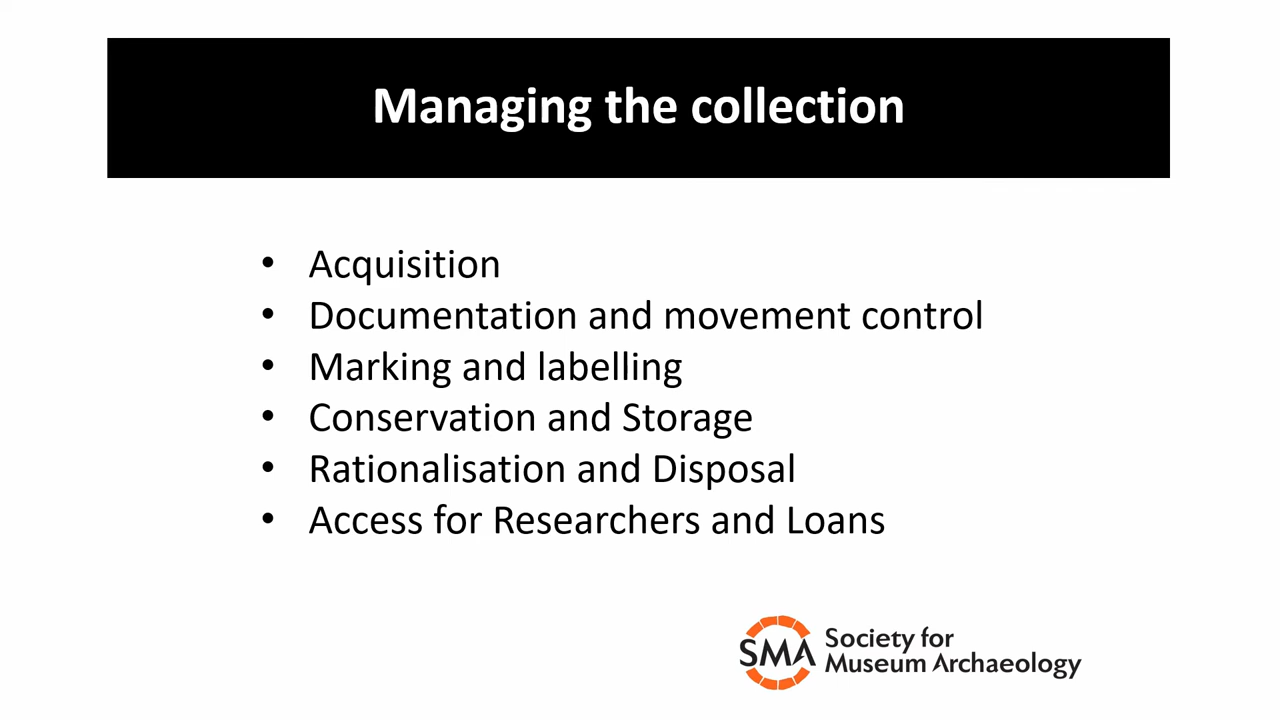 Managing the collection
• Acquisition
• Documentation and movement control
• Marking and labelling
• Conservation and Storage
• Rationalisation and Disposal
• Access for Researchers and Loans
SMA
Society for
Museum Archaeology